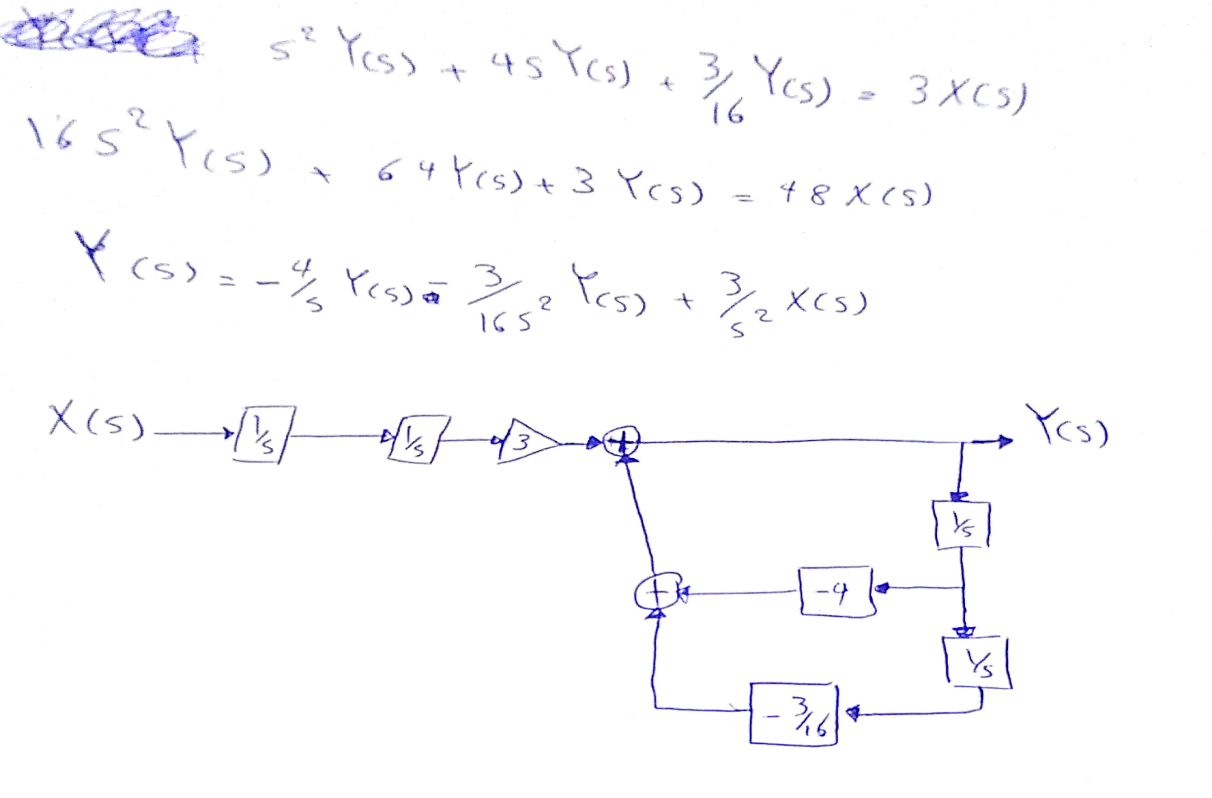 s² Y(s) + 4s Y(s) + 3/16 Y(s) = 3 X(s)
16 s² Y(s) + 64 Y(s) + 3 Y(s) = 48 X(s)
Y(s) = - 4/s Y(s) - 3/16s² Y(s) + 3/s² X(s)
X(s) 1/s 1/s 3 + Y(s)
1/s
+ -4
1/s
- 3/16